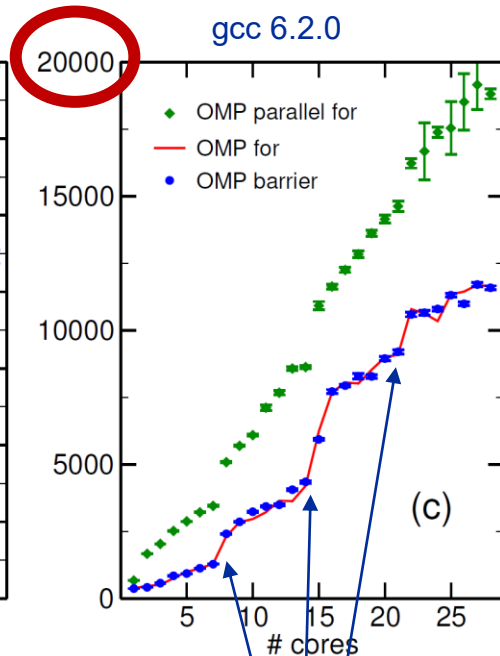 gcc 6.2.0
20000
OMP parallel for
OMP for
OMP barrier
15000
10000
5000
(c)
0
5 10 15 20 25
# cores